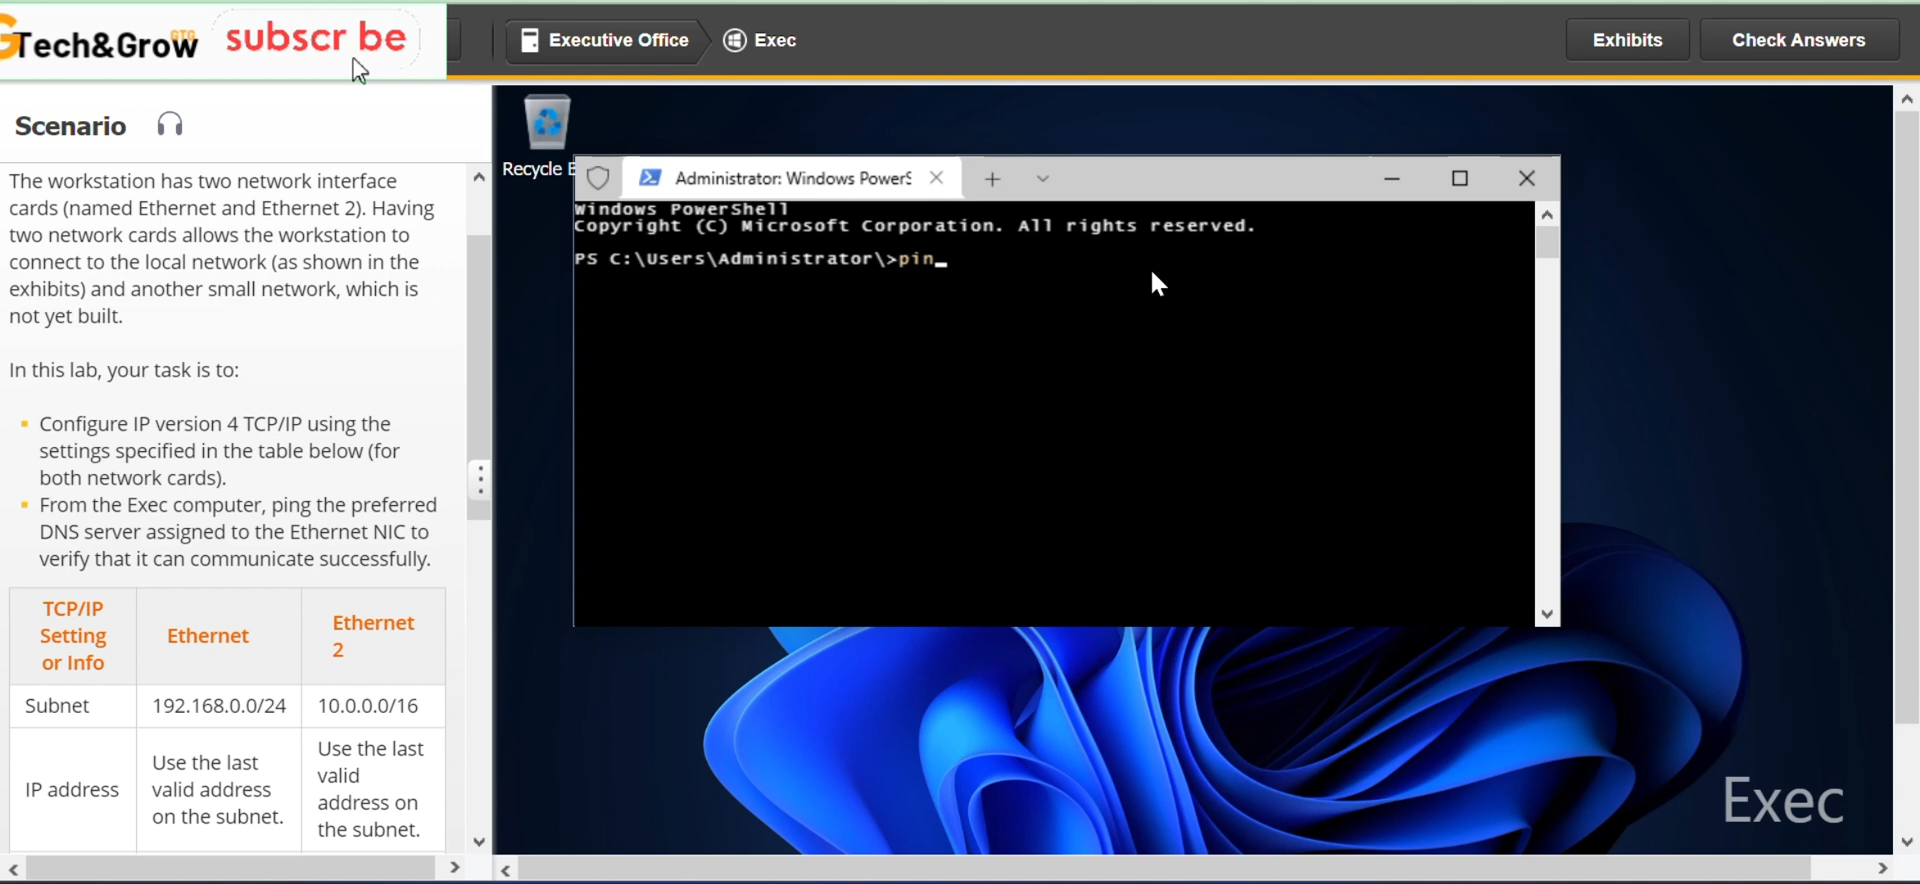 Tech&Grow
GTG
subscr be
Executive Office
Exec
Exhibits
Check Answers
Scenario
The workstation has two network interface
cards (named Ethernet and Ethernet 2). Having
two network cards allows the workstation to
connect to the local network (as shown in the
exhibits) and another small network, which is
not yet built.
In this lab, your task is to:
Configure IP version 4 TCP/IP using the
settings specified in the table below (for
both network cards).
From the Exec computer, ping the preferred
DNS server assigned to the Ethernet NIC to
verify that it can communicate successfully.
TCP/IP
Setting
or Info
Ethernet
Ethernet
2
Subnet
192.168.0.0/24
10.0.0.0/16
IP address
Use the last
valid address
on the subnet.
Use the last
valid
address on
the subnet.
Recycle B
Administrator: Windows PowerS
Windows PowerShell
Copyright (C) Microsoft Corporation. All rights reserved.
PS C:\Users\Administrator\>pin_
Exec